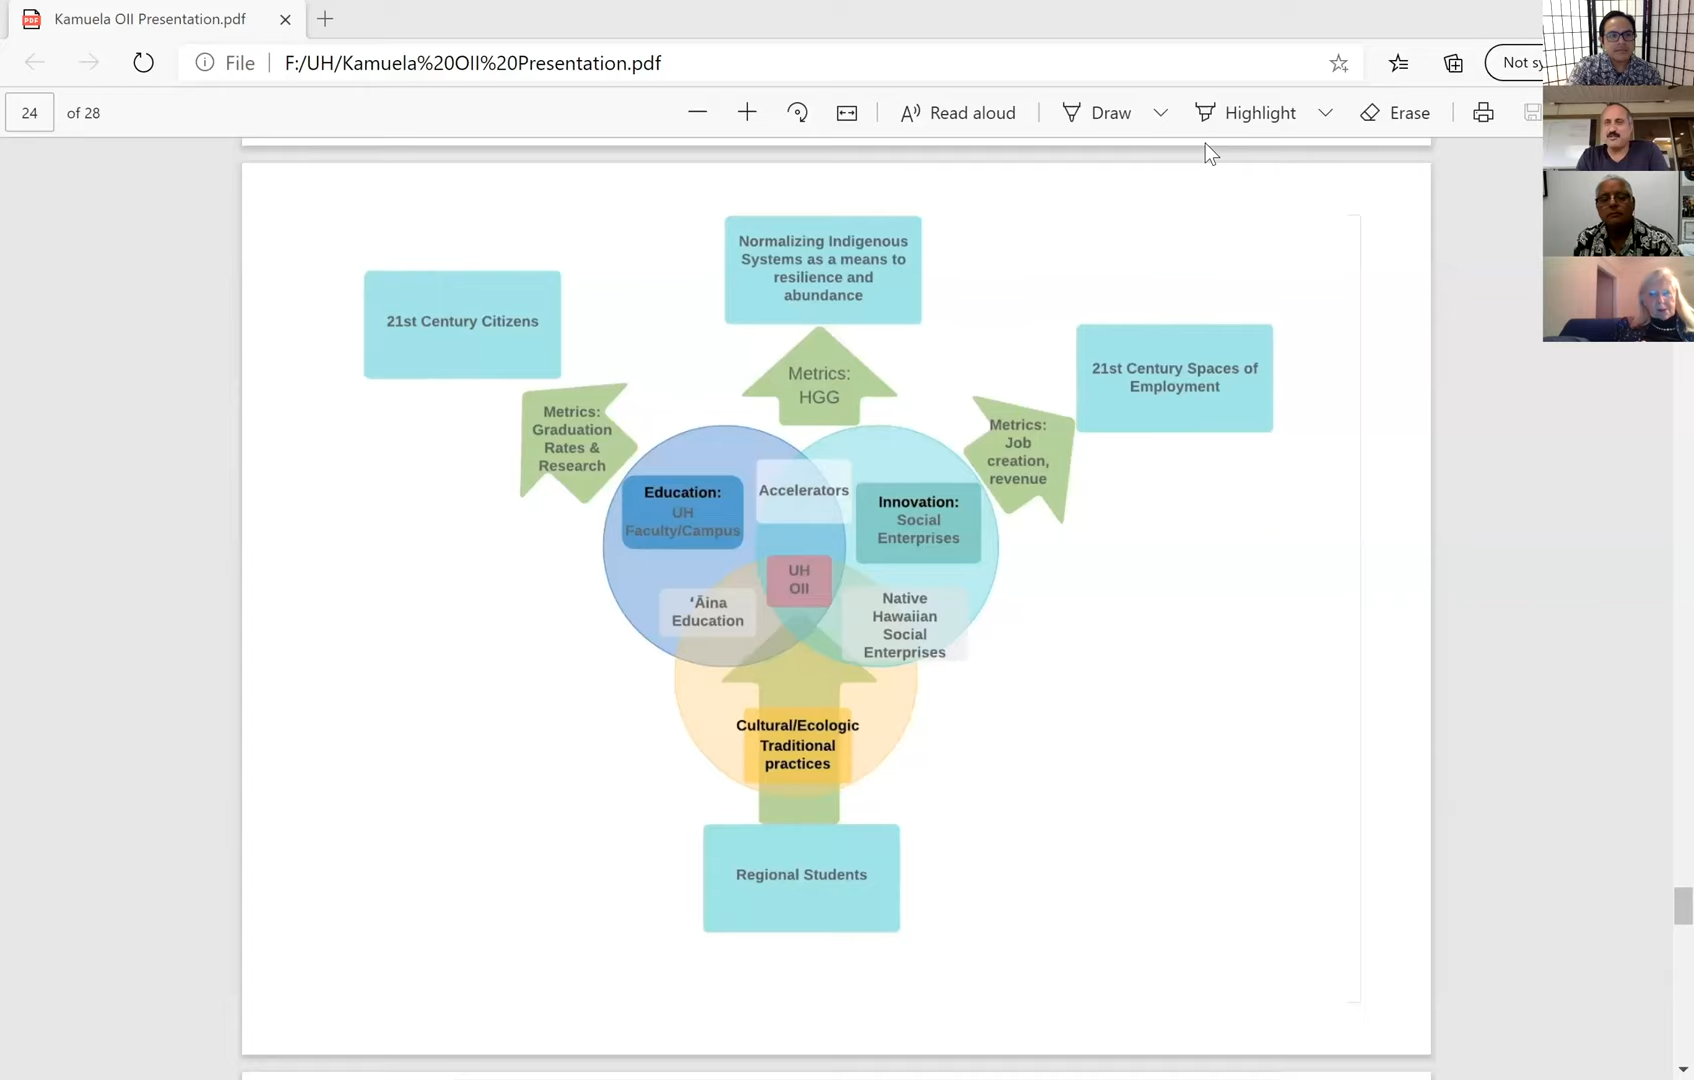 Kamuela OII Presentation.pdf
File
F:/UH/Kamuela%20OII%20Presentation.pdf
Not sy
24
of 28
Read aloud
Draw
Highlight
Erase
Normalizing Indigenous
Systems as a means to
resilience and
abundance
21st Century Citizens
21st Century Spaces of
Employment
Metrics:
HGG
Metrics:
Graduation
Rates &
Research
Metrics:
Job
creation,
revenue
Education:
UH
Faculty/Campus
Accelerators
Innovation:
Social
Enterprises
UH
OII
ʻĀina
Education
Native
Hawaiian
Social
Enterprises
Cultural/Ecologic
Traditional
practices
Regional Students